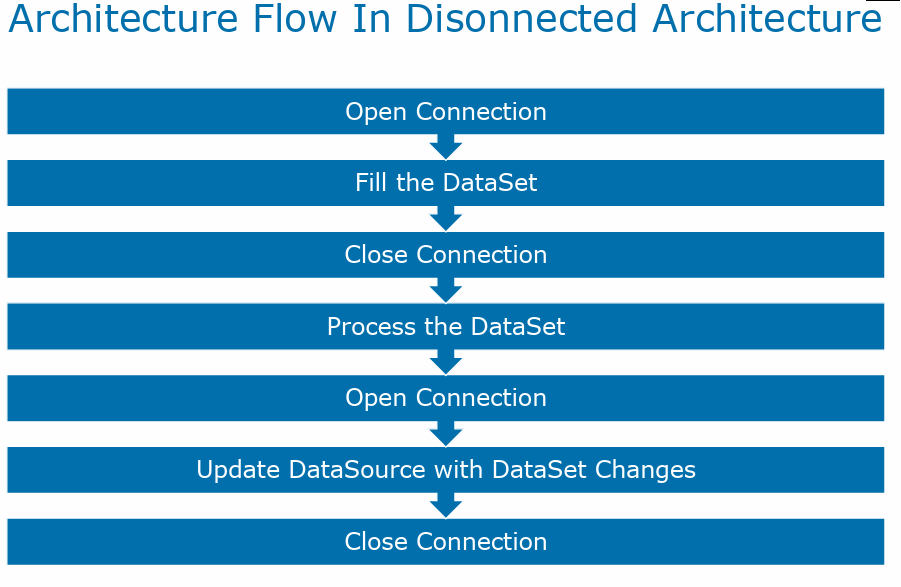 Architecture Flow In Disonnected Architecture
Open Connection
Fill the DataSet
Close Connection
Process the DataSet
Open Connection
Update DataSource with DataSet Changes
Close Connection